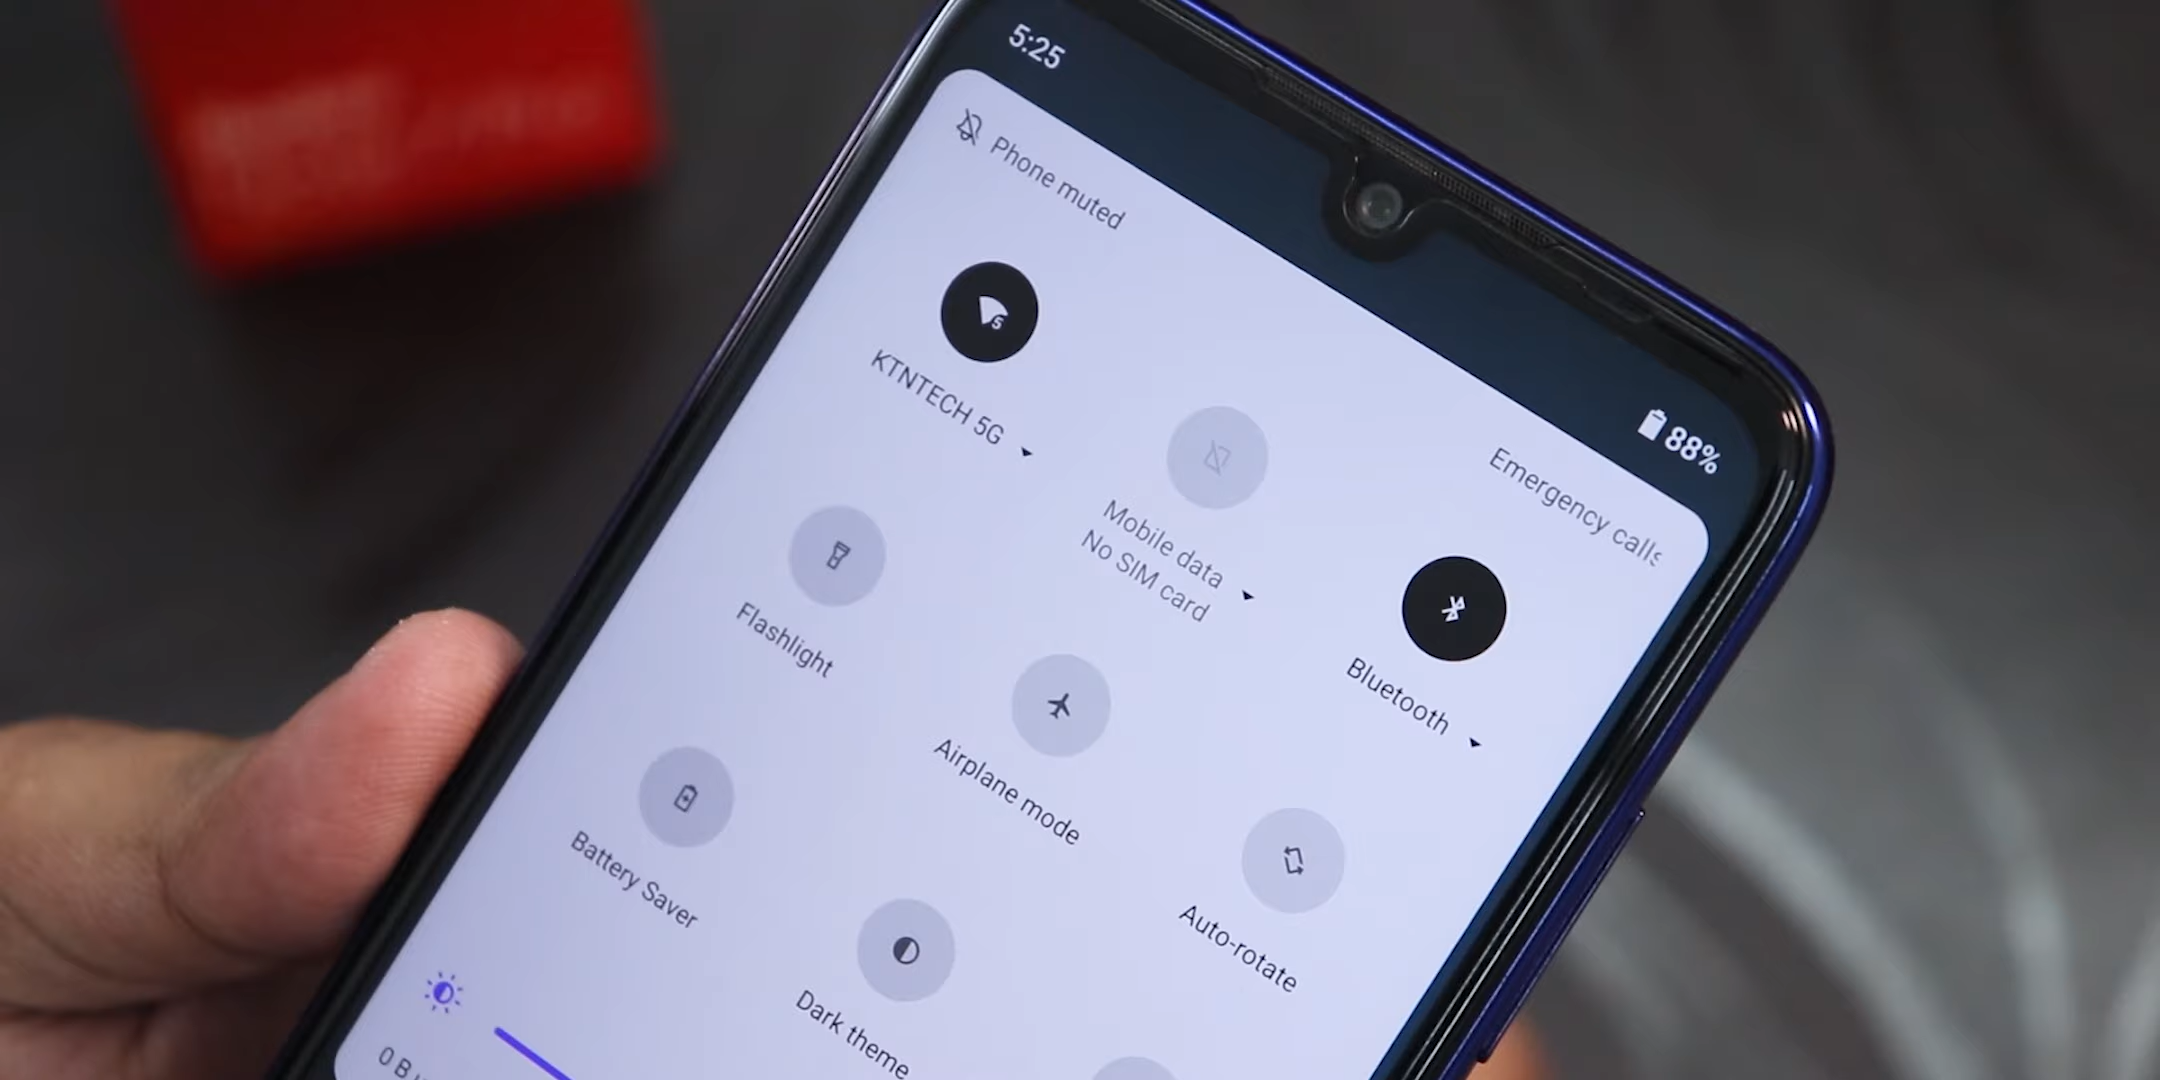 5:25
88%
Phone muted
Emergency calls
KTNTECH 5G
Mobile data
No SIM card
Bluetooth
Flashlight
Airplane mode
Auto-rotate
Battery Saver
Dark theme
0 B